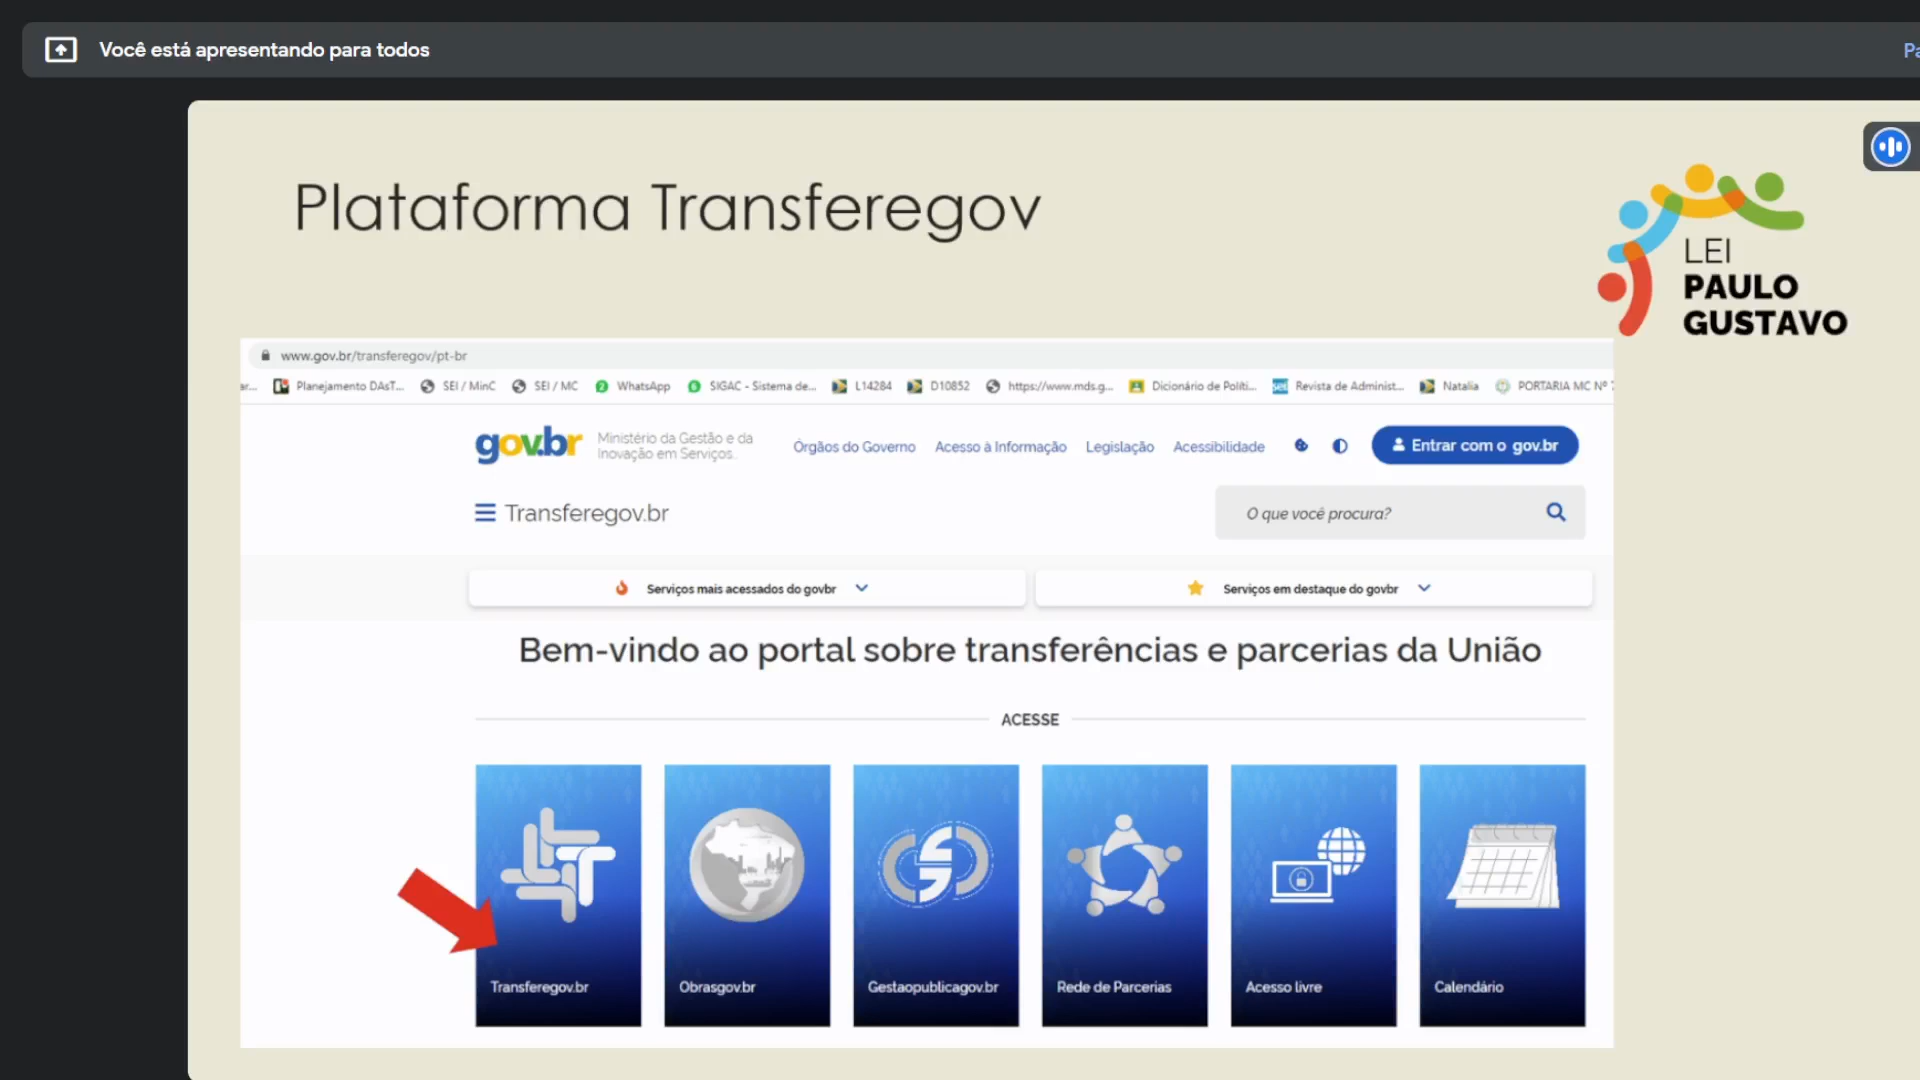 Você está apresentando para todos
Plataforma Transferegov
LEI
PAULO
GUSTAVO
www.gov.br/transferegov/pt-br
Planejamento DAsT... SEI / MinC SEI / MC WhatsApp SIGAC - Sistema de... L14284 D10852 https://www.mds.g... Dicionário de Políti... Revista de Administ... Natalia PORTARIA MC Nº
gov.br Ministério da Gestão e da
Inovação em Serviços..
Órgãos do Governo Acesso à Informação Legislação Acessibilidade Entrar com o gov.br
Transferegov.br
O que você procura?
Serviços mais acessados do govbr Serviços em destaque do govbr
Bem-vindo ao portal sobre transferências e parcerias da União
ACESSE
Transferegov.br Obrasgov.br Gestaopublicagov.br Rede de Parcerias Acesso livre Calendário